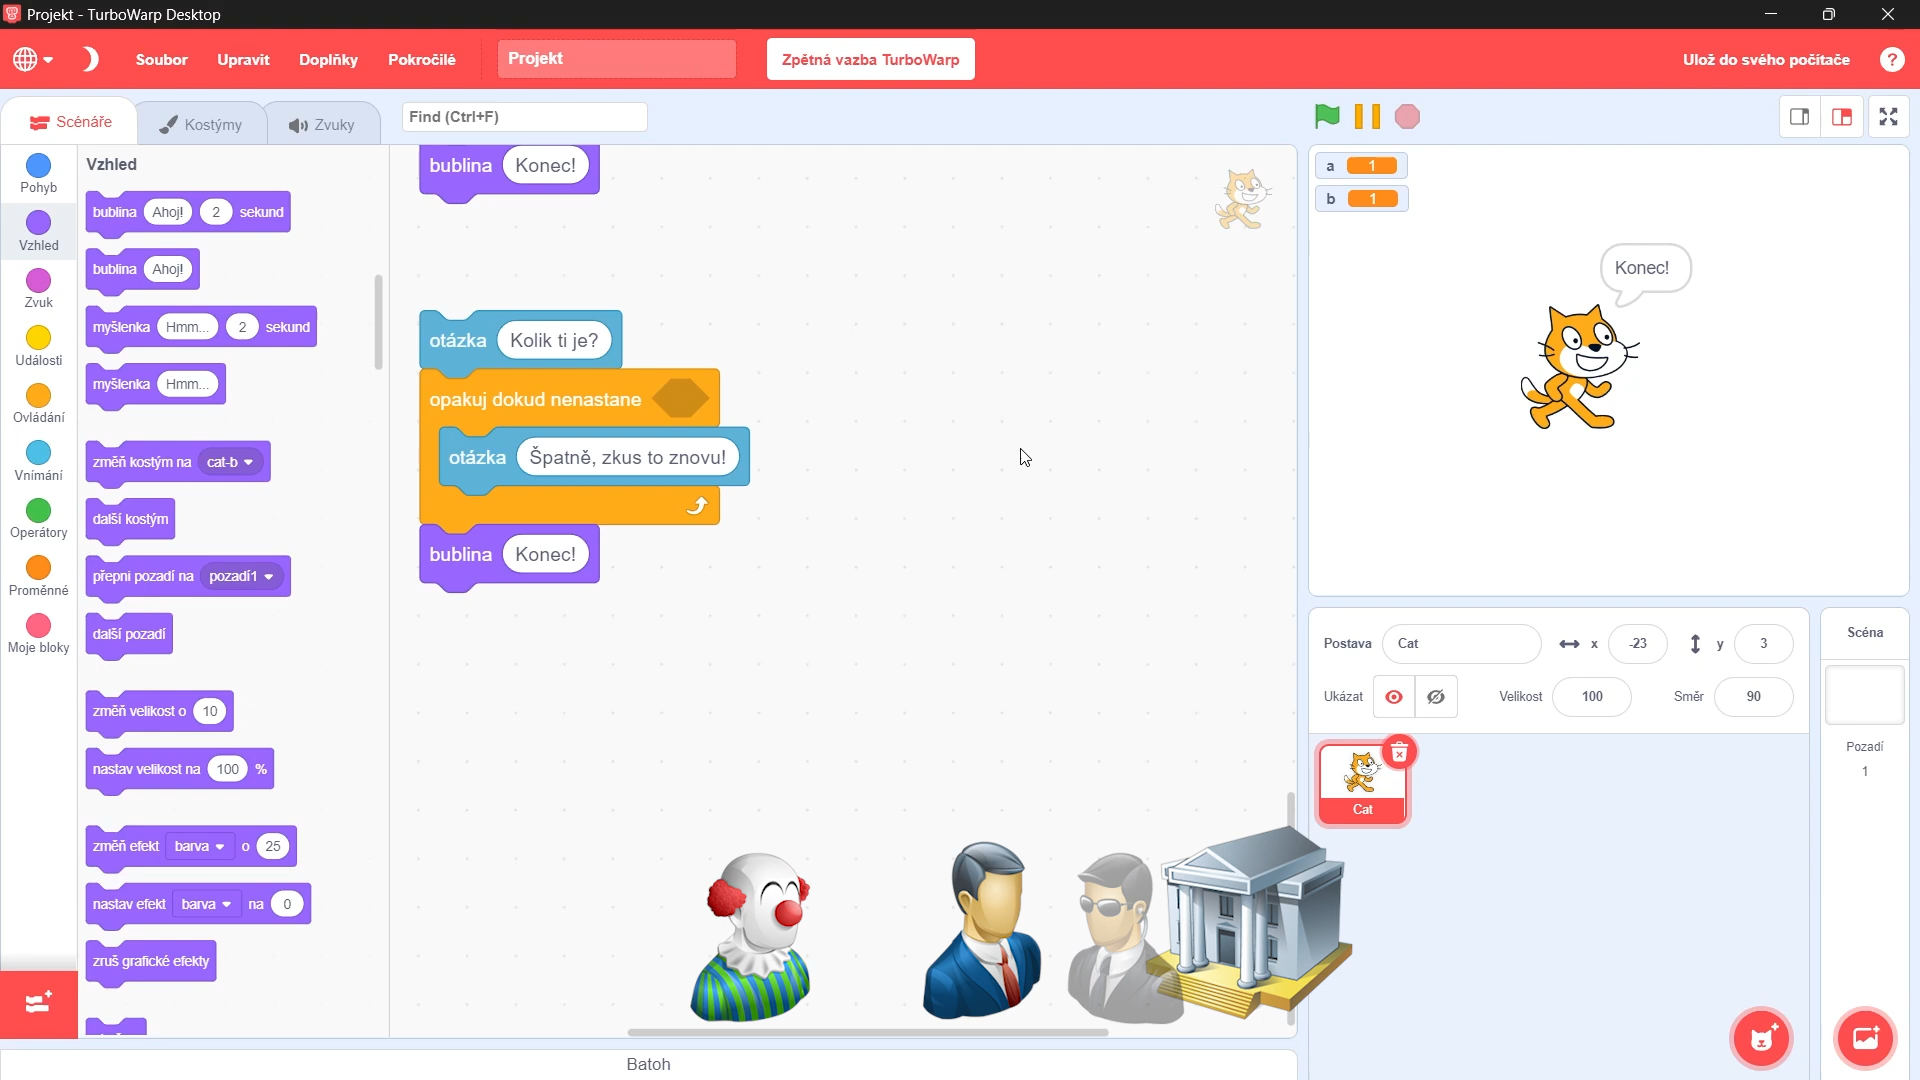 Projekt - TurboWarp Desktop
Soubor Upravit Doplňky Pokročilé Projekt Zpětná vazba TurboWarp Ulož do svého počítače ?
Scénáře Kostýmy Zvuky Find (Ctrl+F)
Pohyb
Vzhled
Zvuk
Události
Ovládání
Vnímání
Operátory
Proměnné
Moje bloky
Vzhled
bublina Ahoj! 2 sekund
bublina Ahoj!
myšlenka Hmm... 2 sekund
myšlenka Hmm...
změň kostým na cat-b
další kostým
přepni pozadí na pozadí1
další pozadí
změň velikost o 10
nastav velikost na 100 %
změň efekt barva o 25
nastav efekt barva na 0
zruš grafické efekty
bublina Konec!
otázka Kolik ti je?
opakuj dokud nenastane
otázka Špatně, zkus to znovu!
bublina Konec!
Batoh
a 1
b 1
Konec!
Postava Cat x -23 y 3
Ukázat Velikost 100 Směr 90
Cat
Scéna
Pozadí
1